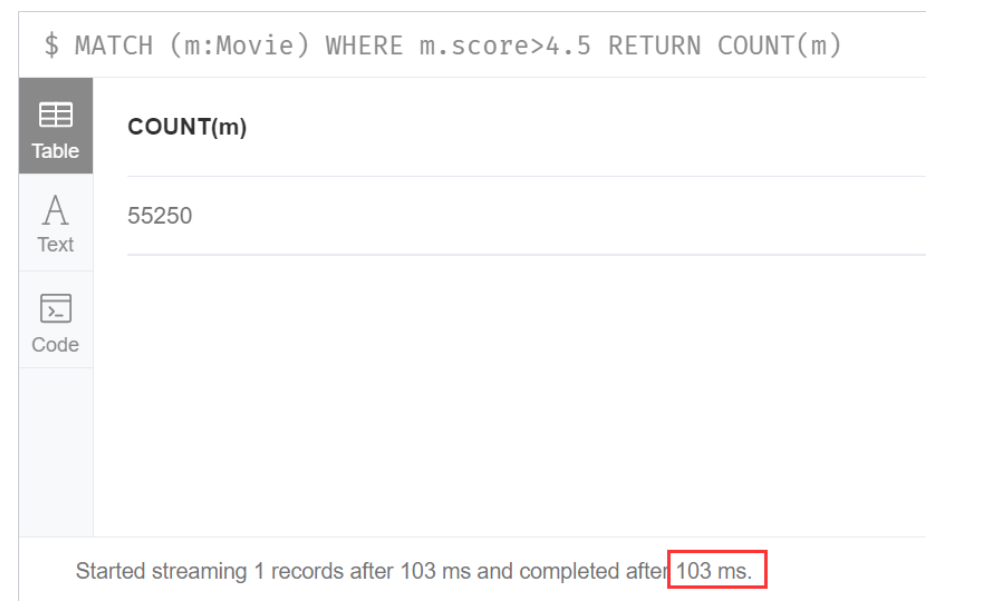 $ MATCH (m:Movie) WHERE m.score>4.5 RETURN COUNT(m)
Table
COUNT(m)
A
Text
55250
>_
Code
Started streaming 1 records after 103 ms and completed after 103 ms.